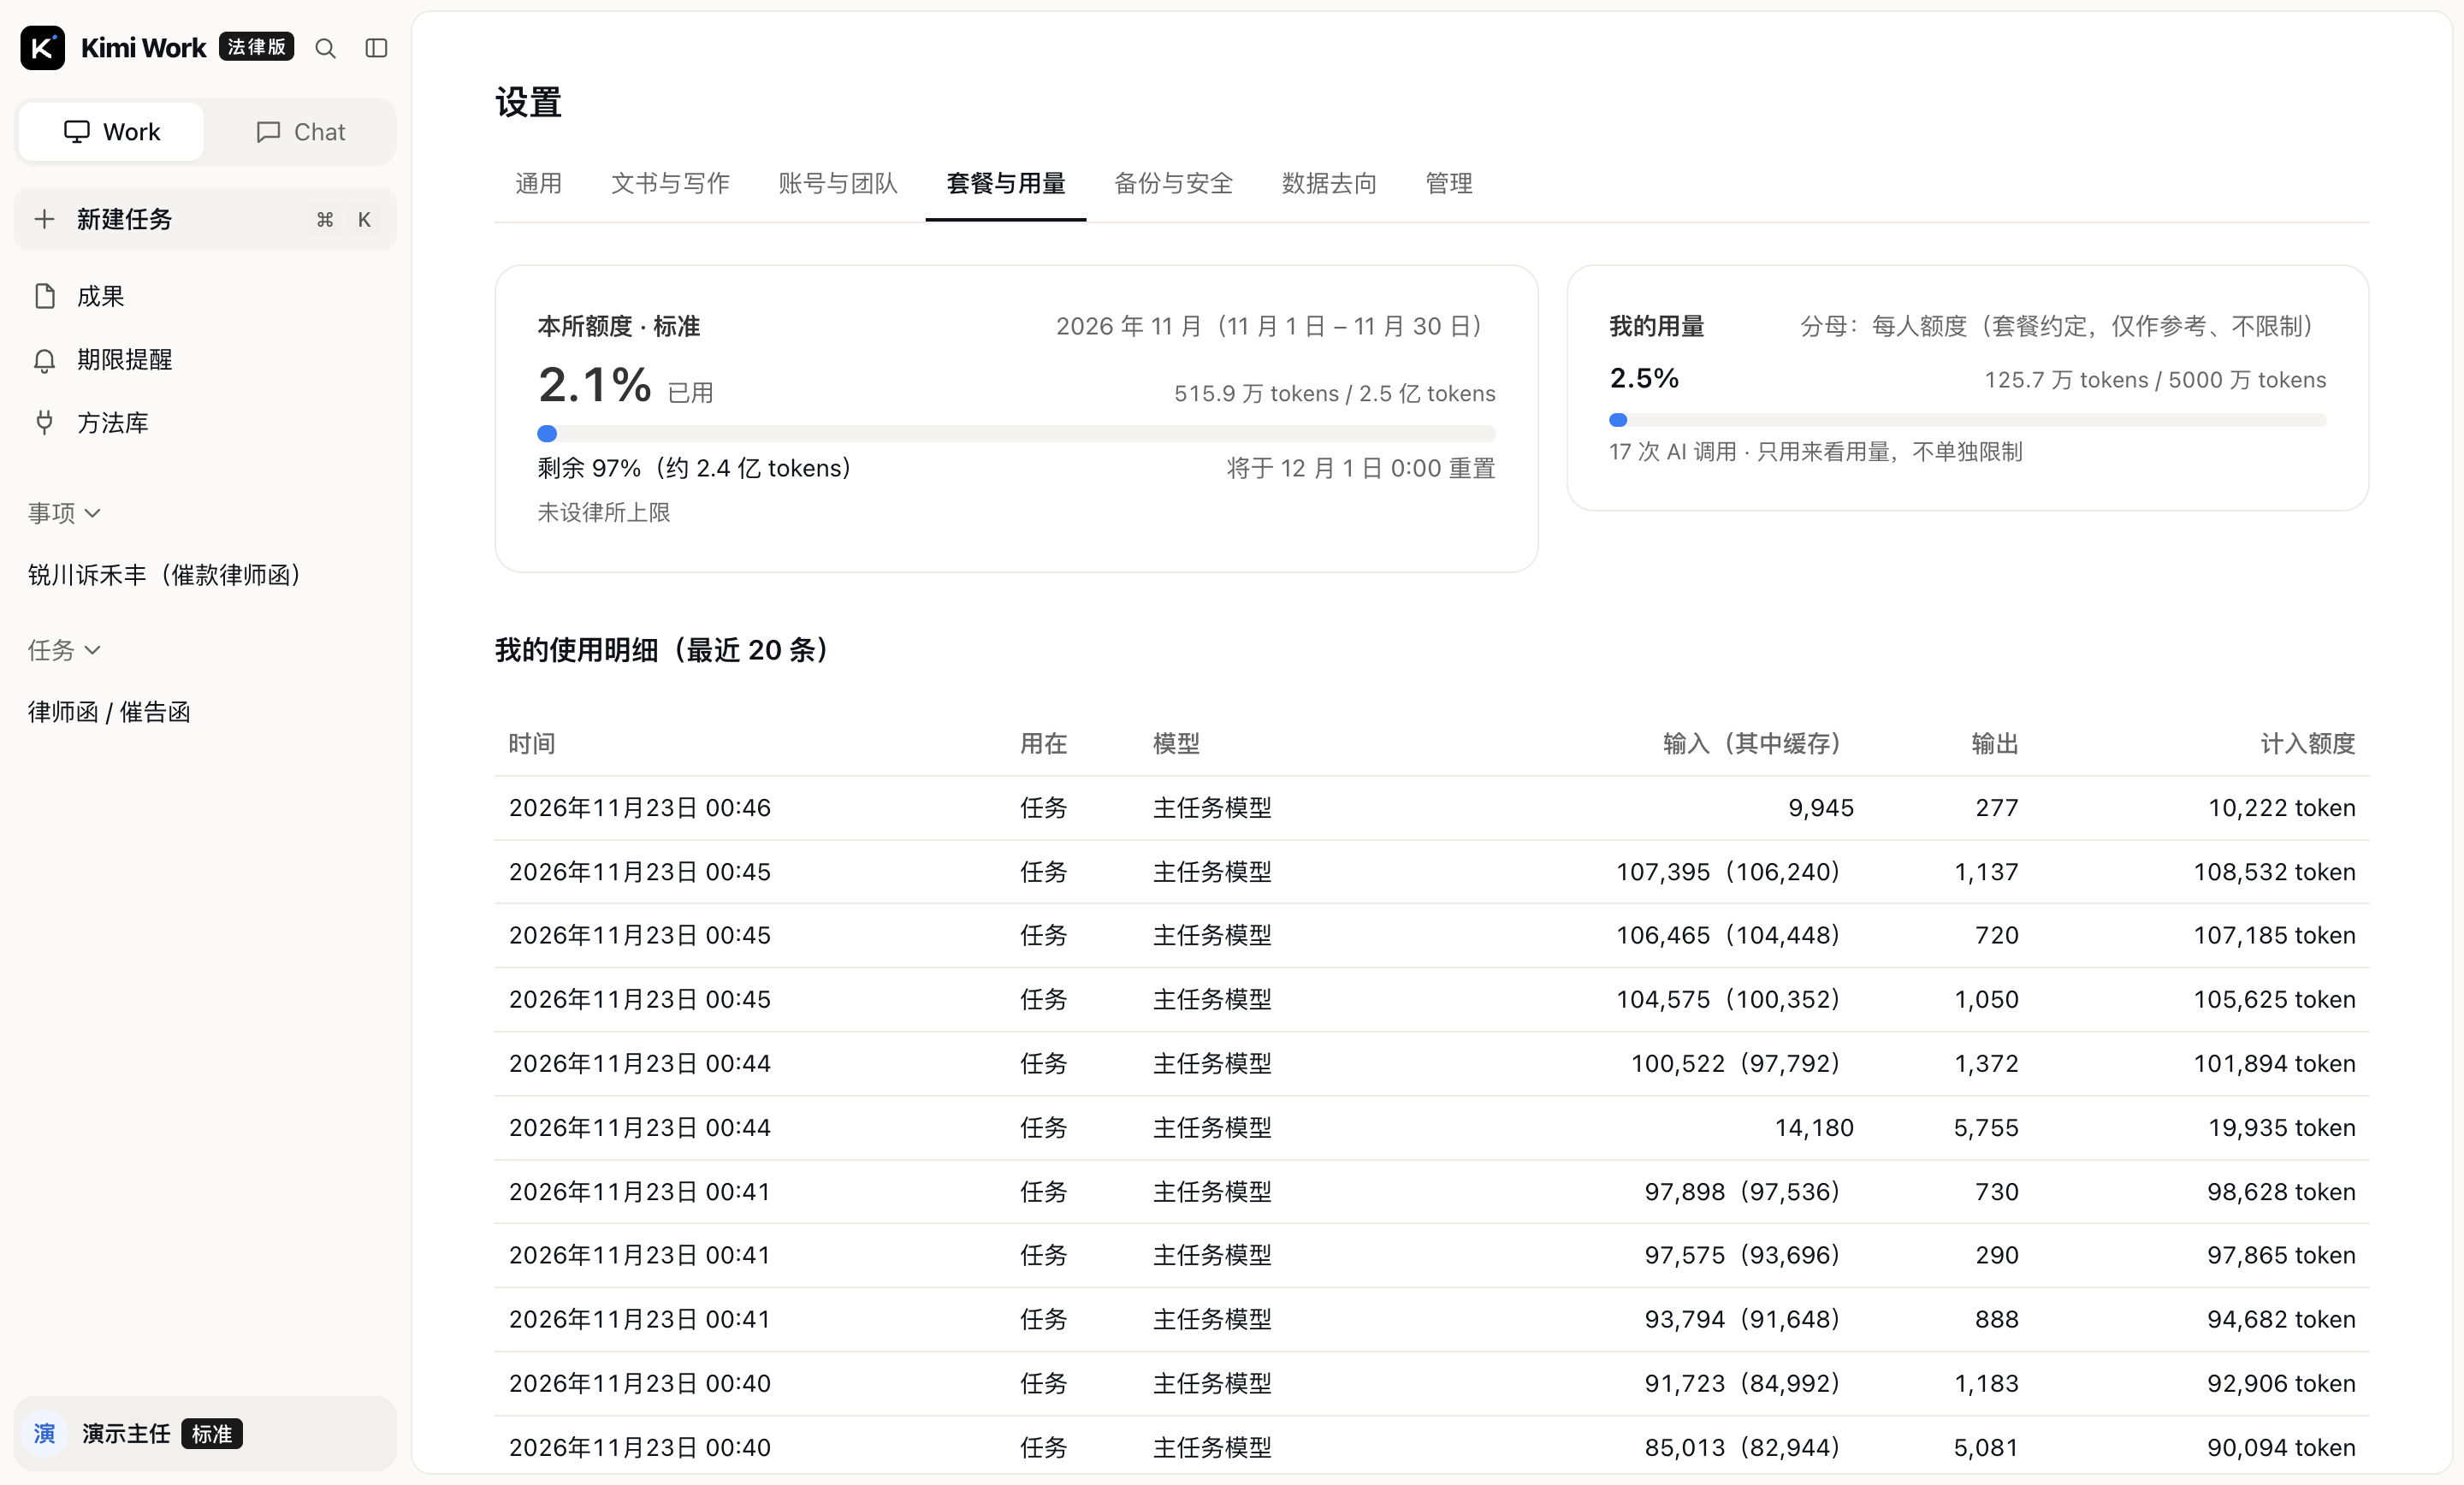 Kimi Work 法律版
Work Chat
新建任务 ⌘ K
成果
期限提醒
方法库
事项
锐川诉禾丰（催款律师函）
任务
律师函 / 催告函
演 演示主任 标准
设置
通用 文书与写作 账号与团队 套餐与用量 备份与安全 数据去向 管理
本所额度 · 标准 2026 年 11 月（11 月 1 日 – 11 月 30 日）
2.1% 已用 515.9 万 tokens / 2.5 亿 tokens
剩余 97%（约 2.4 亿 tokens） 将于 12 月 1 日 0:00 重置
未设律所上限
我的用量 分母：每人额度（套餐约定，仅作参考、不限制）
2.5% 125.7 万 tokens / 5000 万 tokens
17 次 AI 调用 · 只用来看用量，不单独限制
我的使用明细（最近 20 条）
时间 用在 模型 输入（其中缓存） 输出 计入额度
2026年11月23日 00:46 任务 主任务模型 9,945 277 10,222 token
2026年11月23日 00:45 任务 主任务模型 107,395（106,240） 1,137 108,532 token
2026年11月23日 00:45 任务 主任务模型 106,465（104,448） 720 107,185 token
2026年11月23日 00:45 任务 主任务模型 104,575（100,352） 1,050 105,625 token
2026年11月23日 00:44 任务 主任务模型 100,522（97,792） 1,372 101,894 token
2026年11月23日 00:44 任务 主任务模型 14,180 5,755 19,935 token
2026年11月23日 00:41 任务 主任务模型 97,898（97,536） 730 98,628 token
2026年11月23日 00:41 任务 主任务模型 97,575（93,696） 290 97,865 token
2026年11月23日 00:41 任务 主任务模型 93,794（91,648） 888 94,682 token
2026年11月23日 00:40 任务 主任务模型 91,723（84,992） 1,183 92,906 token
2026年11月23日 00:40 任务 主任务模型 85,013（82,944） 5,081 90,094 token